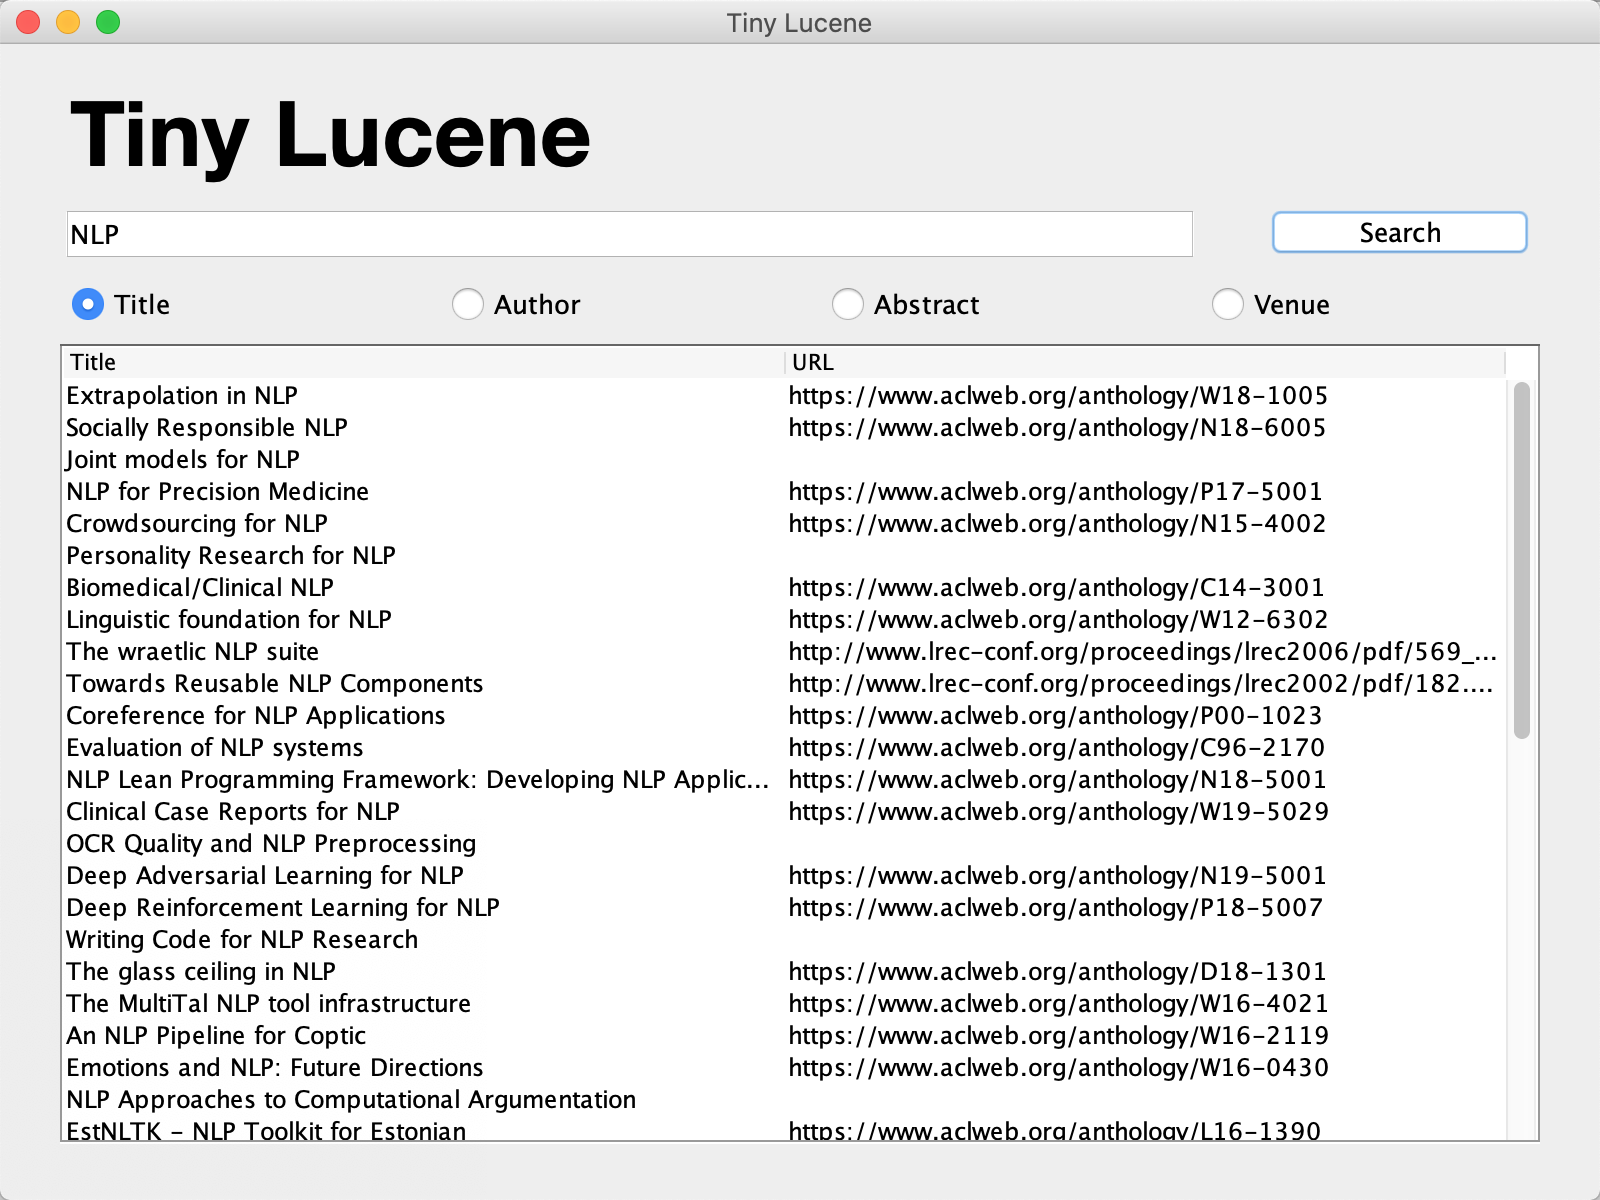 Tiny Lucene
Tiny Lucene
NLP Search
Title Author Abstract Venue
Title URL
Extrapolation in NLP https://www.aclweb.org/anthology/W18-1005
Socially Responsible NLP https://www.aclweb.org/anthology/N18-6005
Joint models for NLP
NLP for Precision Medicine https://www.aclweb.org/anthology/P17-5001
Crowdsourcing for NLP https://www.aclweb.org/anthology/N15-4002
Personality Research for NLP
Biomedical/Clinical NLP https://www.aclweb.org/anthology/C14-3001
Linguistic foundation for NLP https://www.aclweb.org/anthology/W12-6302
The wraetlic NLP suite http://www.lrec-conf.org/proceedings/lrec2006/pdf/569_...
Towards Reusable NLP Components http://www.lrec-conf.org/proceedings/lrec2002/pdf/182....
Coreference for NLP Applications https://www.aclweb.org/anthology/P00-1023
Evaluation of NLP systems https://www.aclweb.org/anthology/C96-2170
NLP Lean Programming Framework: Developing NLP Applic... https://www.aclweb.org/anthology/N18-5001
Clinical Case Reports for NLP https://www.aclweb.org/anthology/W19-5029
OCR Quality and NLP Preprocessing
Deep Adversarial Learning for NLP https://www.aclweb.org/anthology/N19-5001
Deep Reinforcement Learning for NLP https://www.aclweb.org/anthology/P18-5007
Writing Code for NLP Research
The glass ceiling in NLP https://www.aclweb.org/anthology/D18-1301
The MultiTal NLP tool infrastructure https://www.aclweb.org/anthology/W16-4021
An NLP Pipeline for Coptic https://www.aclweb.org/anthology/W16-2119
Emotions and NLP: Future Directions https://www.aclweb.org/anthology/W16-0430
NLP Approaches to Computational Argumentation
EstNLTK - NLP Toolkit for Estonian https://www.aclweb.org/anthology/L16-1390